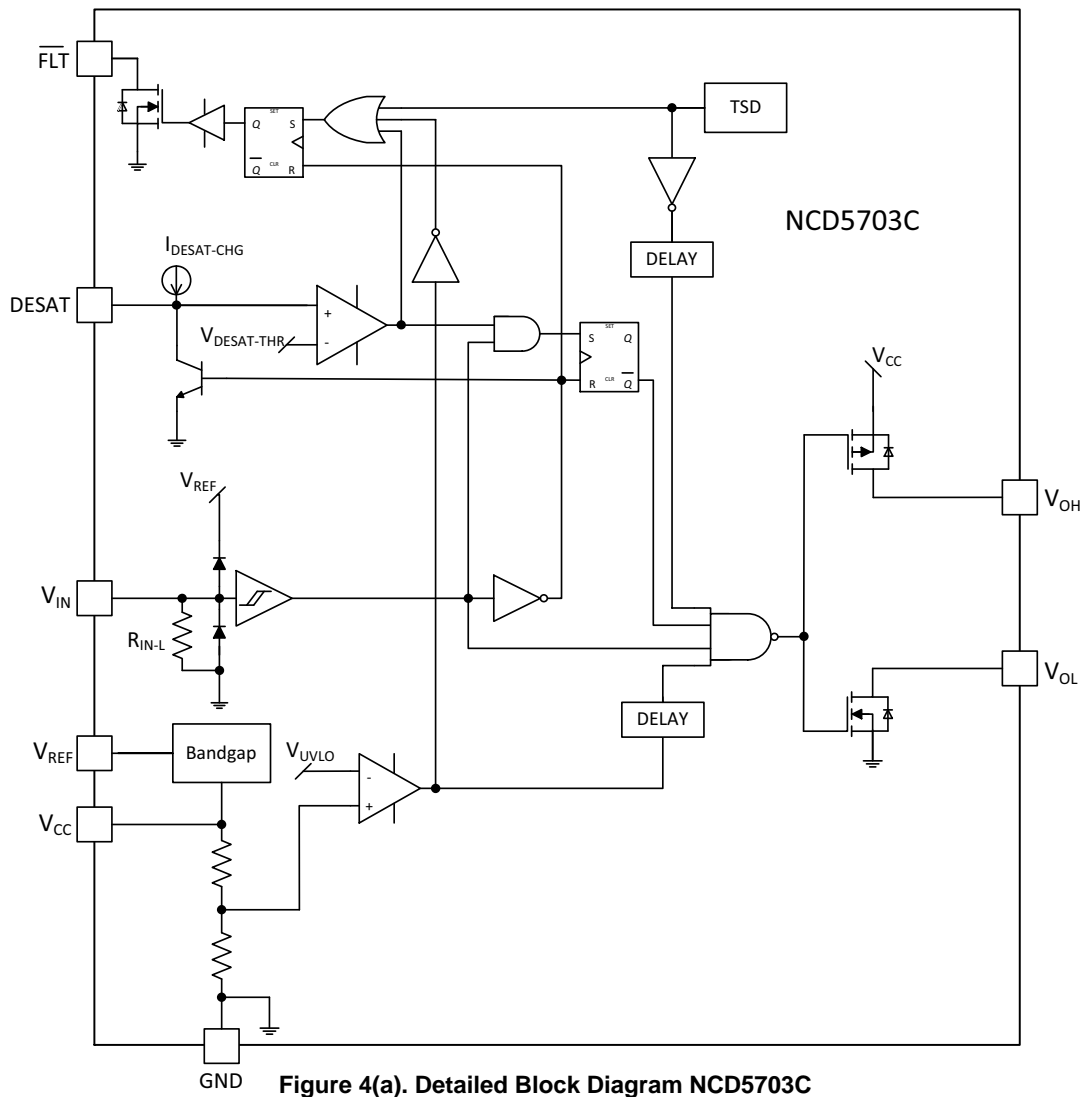 FLT
TSD
SET
Q
S
Q
CLR
R
NCD5703C
IDESAT-CHG
DELAY
DESAT
+
VDESAT-THR
-
SET
S
Q
R
CLR
Q
VCC
VREF
VOH
VIN
RIN-L
VOL
DELAY
VREF
Bandgap
VUVLO
-
+
VCC
GND
Figure 4(a). Detailed Block Diagram NCD5703C